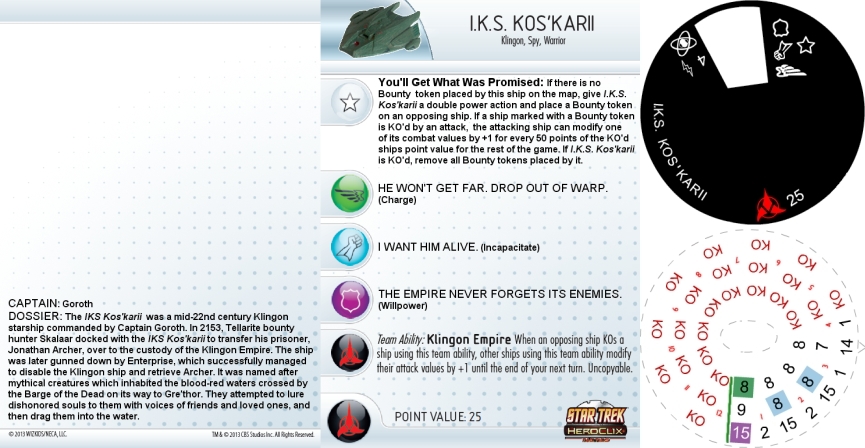 CAPTAIN: Goroth
DOSSIER: The IKS Kos'karii was a mid-22nd century Klingon
starship commanded by Captain Goroth. In 2153, Tellarite bounty
hunter Skalaar docked with the IKS Kos'karii to transfer his prisoner,
Jonathan Archer, over to the custody of the Klingon Empire. The ship
was later gunned down by Enterprise, which successfully managed
to disable the Klingon ship and retrieve Archer. It was named after
mythical creatures which inhabited the blood-red waters crossed by
the Barge of the Dead on its way to Gre'thor. They attempted to lure
dishonored souls to them with voices of friends and loved ones, and
then drag them into the water.
© 2013 WIZKIDS/NECA, LLC.
TM & © 2013 CBS Studios Inc. All Rights Reserved.
I.K.S. KOS'KARII
Klingon, Spy, Warrior
You'll Get What Was Promised: If there is no
Bounty token placed by this ship on the map, give I.K.S.
Kos'karii a double power action and place a Bounty token
on an opposing ship. If a ship marked with a Bounty token
is KO'd by an attack, the attacking ship can modify one
of its combat values by +1 for every 50 points of the KO'd
ships point value for the rest of the game. If I.K.S. Kos'karii
is KO'd, remove all Bounty tokens placed by it.
HE WON'T GET FAR. DROP OUT OF WARP.
(Charge)
I WANT HIM ALIVE. (Incapacitate)
THE EMPIRE NEVER FORGETS ITS ENEMIES.
(Willpower)
Team Ability: Klingon Empire When an opposing ship KOs a
ship using this team ability, other ships using this team ability modify
their attack values by +1 until the end of your next turn. Uncopyable.
POINT VALUE: 25
STAR TREK
HEROCLIX
I.K.S. KOS'KARII
25
KO KO KO KO KO KO
8
9
15 2
8
8
15 2
8
8
15 2
8
7
14 1